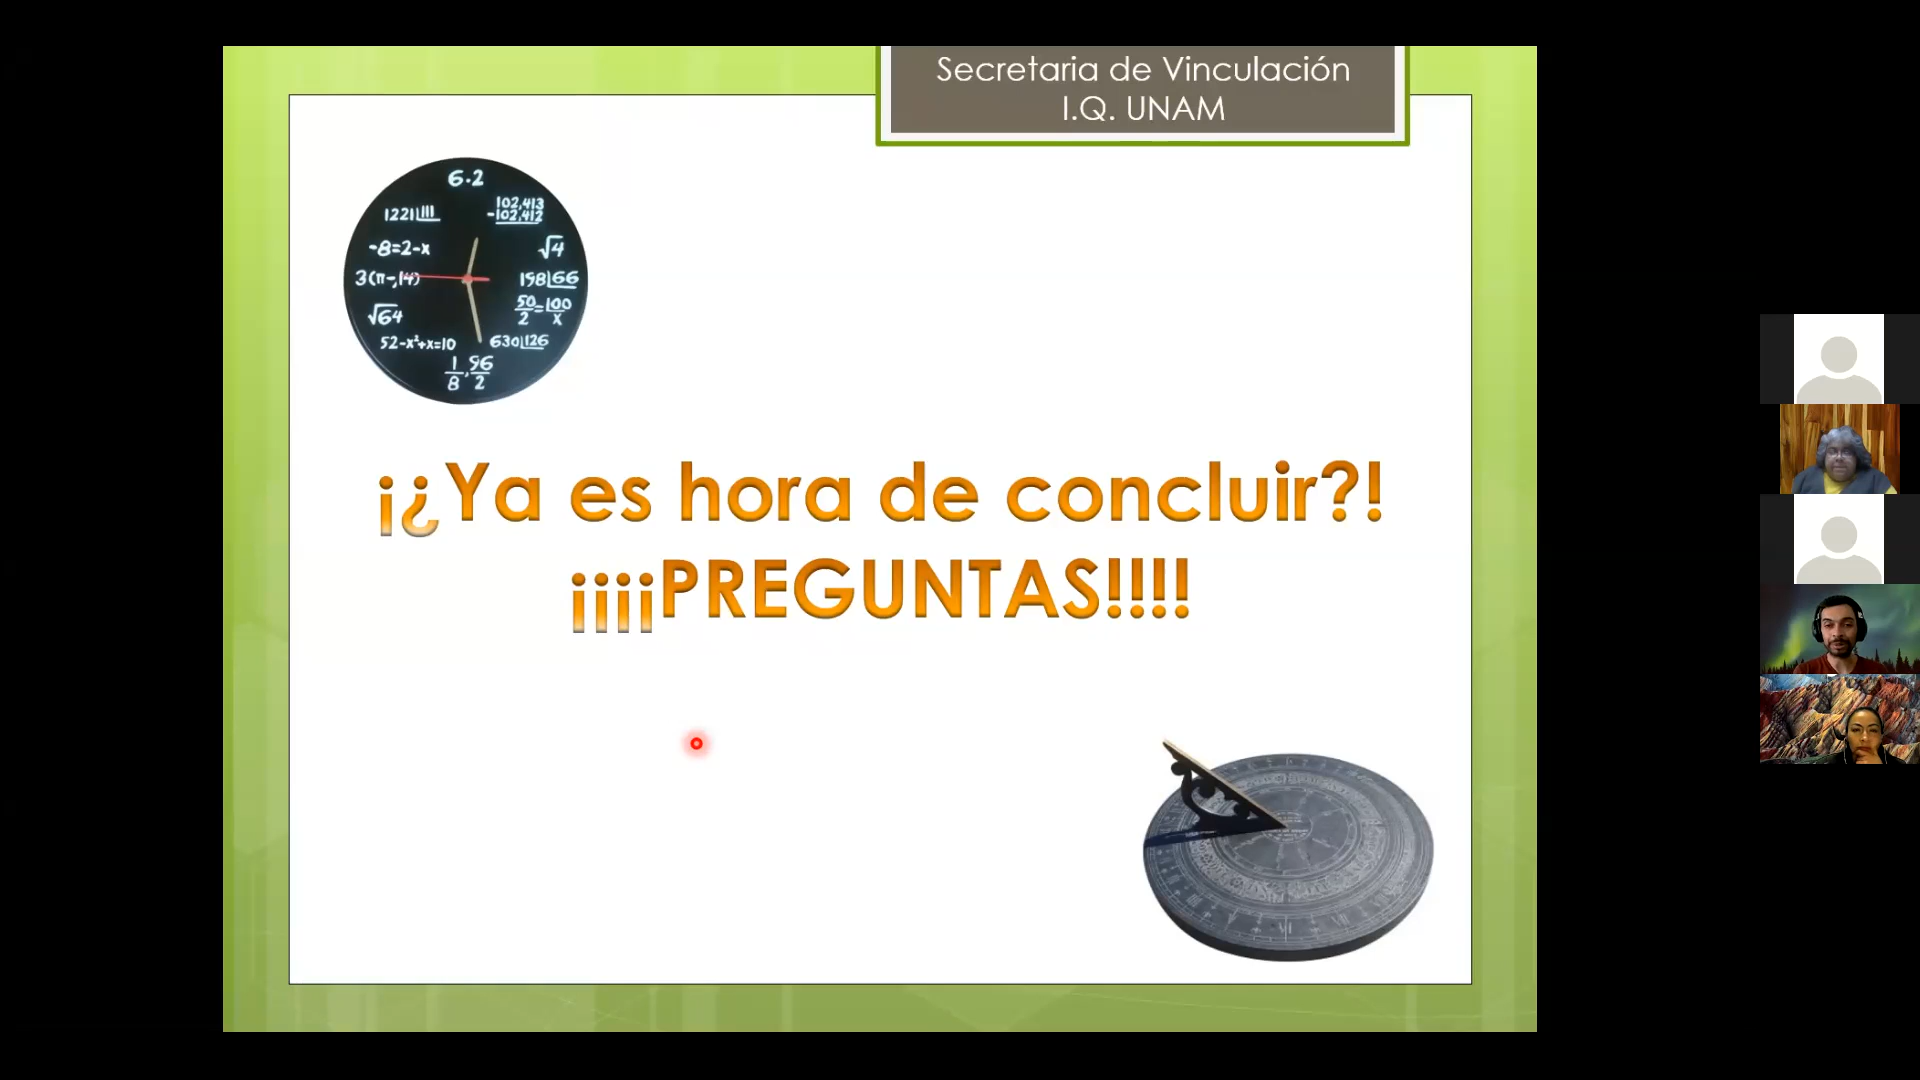 Secretaria de Vinculación
I.Q. UNAM
6·2
102,413
-102,412
1221⌊111
√4
-8=2-x
198⌊66
3(π-,14)
50/2=100/x
√64
630⌊126
52-x²+x=10
1/8·96/2
¡¿Ya es hora de concluir?!
¡¡¡¡PREGUNTAS!!!!